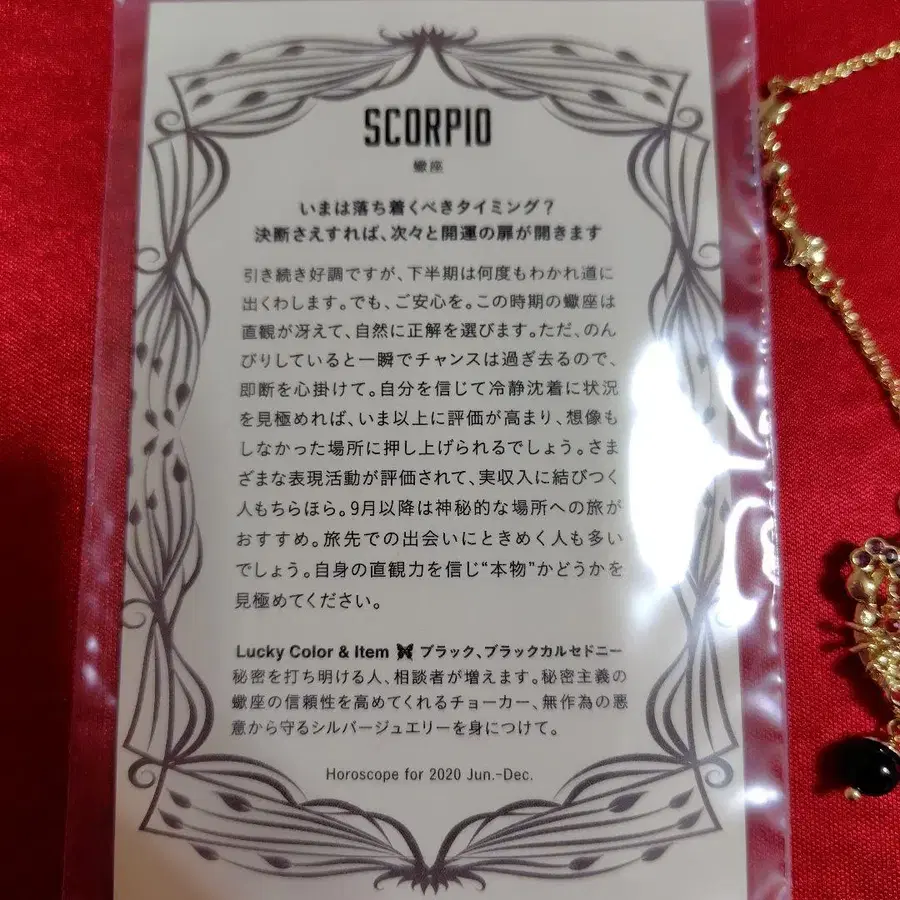 SCORPIO
蠍座
いまは落ち着くべきタイミング？
決断さえすれば、次々と開運の扉が開きます
引き続き好調ですが、下半期は何度もわかれ道に
出くわします。でも、ご安心を。この時期の蠍座は
直観が冴えて、自然に正解を選びます。ただ、のん
びりしていると一瞬でチャンスは過ぎ去るので、
即断を心掛けて。自分を信じて冷静沈着に状況
を見極めれば、いま以上に評価が高まり、想像も
しなかった場所に押し上げられるでしょう。さま
ざまな表現活動が評価されて、実収入に結びつく
人もちらほら。9月以降は神秘的な場所への旅が
おすすめ。旅先での出会いにときめく人も多い
でしょう。自身の直観力を信じ“本物”かどうかを
見極めてください。
Lucky Color & Item ブラック、ブラックカルセドニー
秘密を打ち明ける人、相談者が増えます。秘密主義の
蠍座の信頼性を高めてくれるチョーカー、無作為の悪
意から守るシルバージュエリーを身につけて。
Horoscope for 2020 Jun.-Dec.